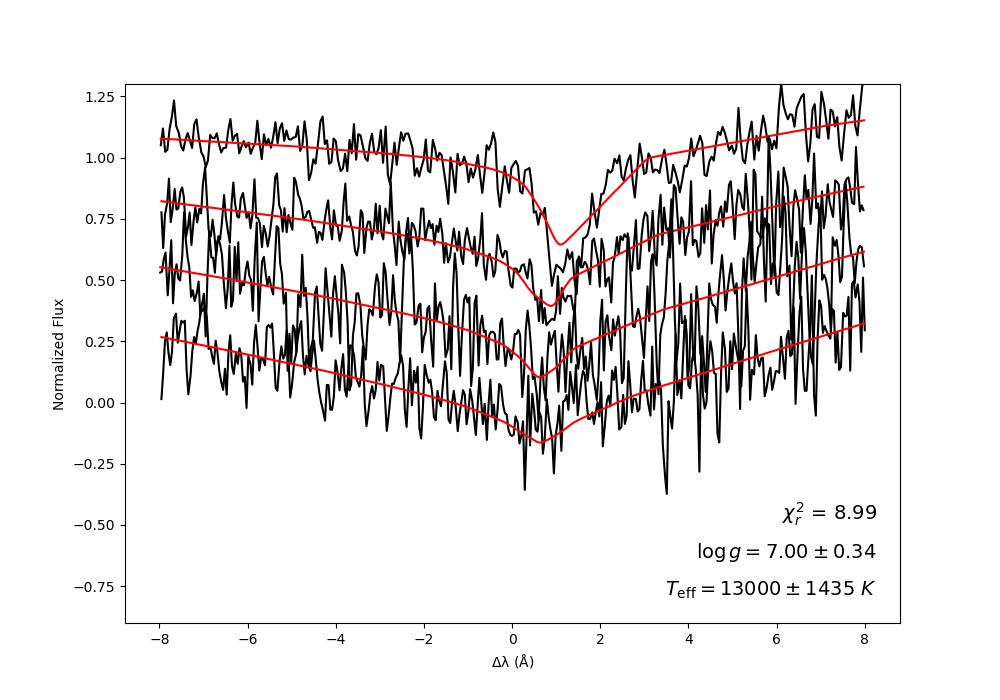 1.25
1.00
0.75
0.50
0.25
0.00
−0.25
−0.50
−0.75
Normalized Flux
χ²ᵣ = 8.99
log g = 7.00 ± 0.34
T_eff = 13000 ± 1435 K
−8 −6 −4 −2 0 2 4 6 8
Δλ (Å)